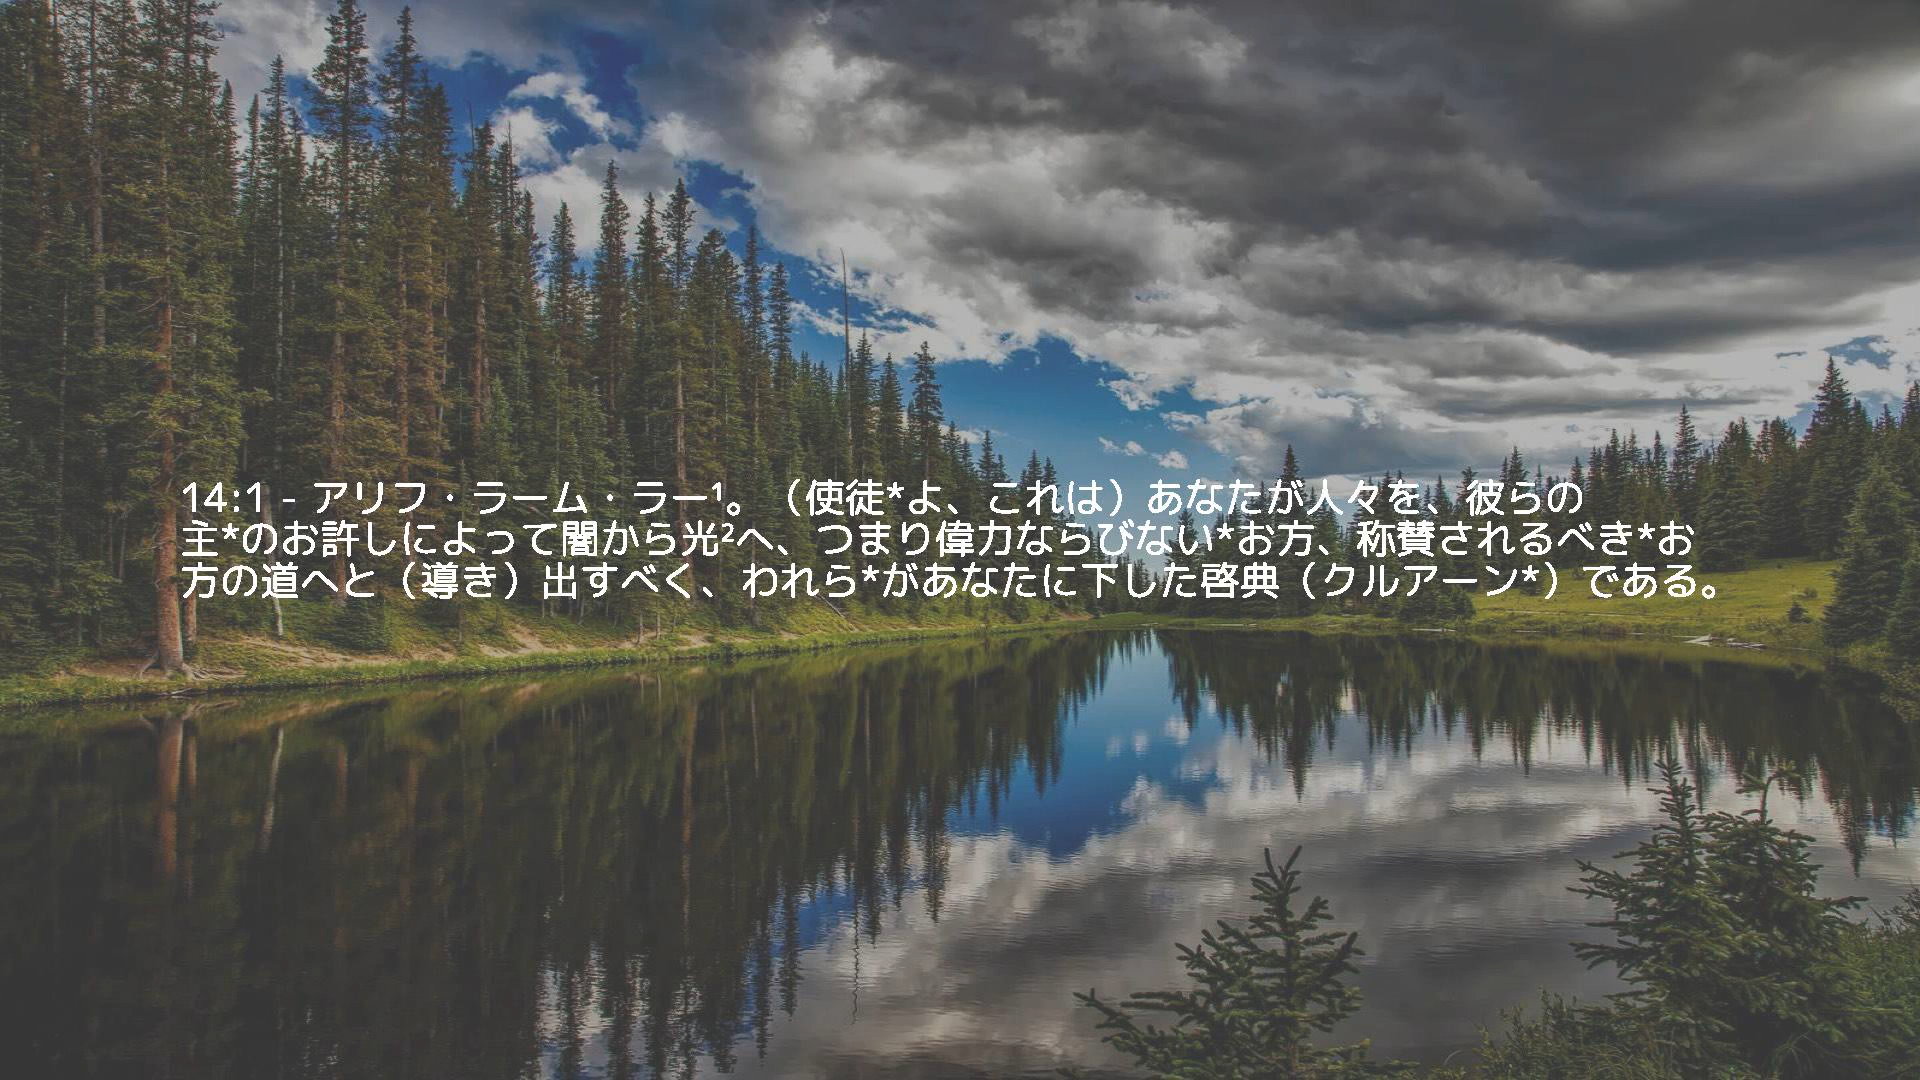 14:1 - アリフ・ラーム・ラー¹。（使徒*よ、これは）あなたが人々を、彼らの
主*のお許しによって闇から光²へ、つまり偉力ならびない*お方、称賛されるべき*お
方の道へと（導き）出すべく、われら*があなたに下した啓典（クルアーン*）である。